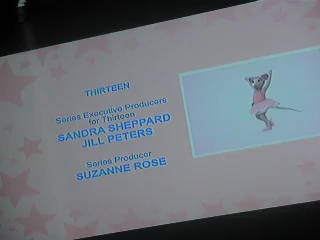 THIRTEEN
Series Executive Producers
for Thirteen
SANDRA SHEPPARD
JILL PETERS
Series Producer
SUZANNE ROSE